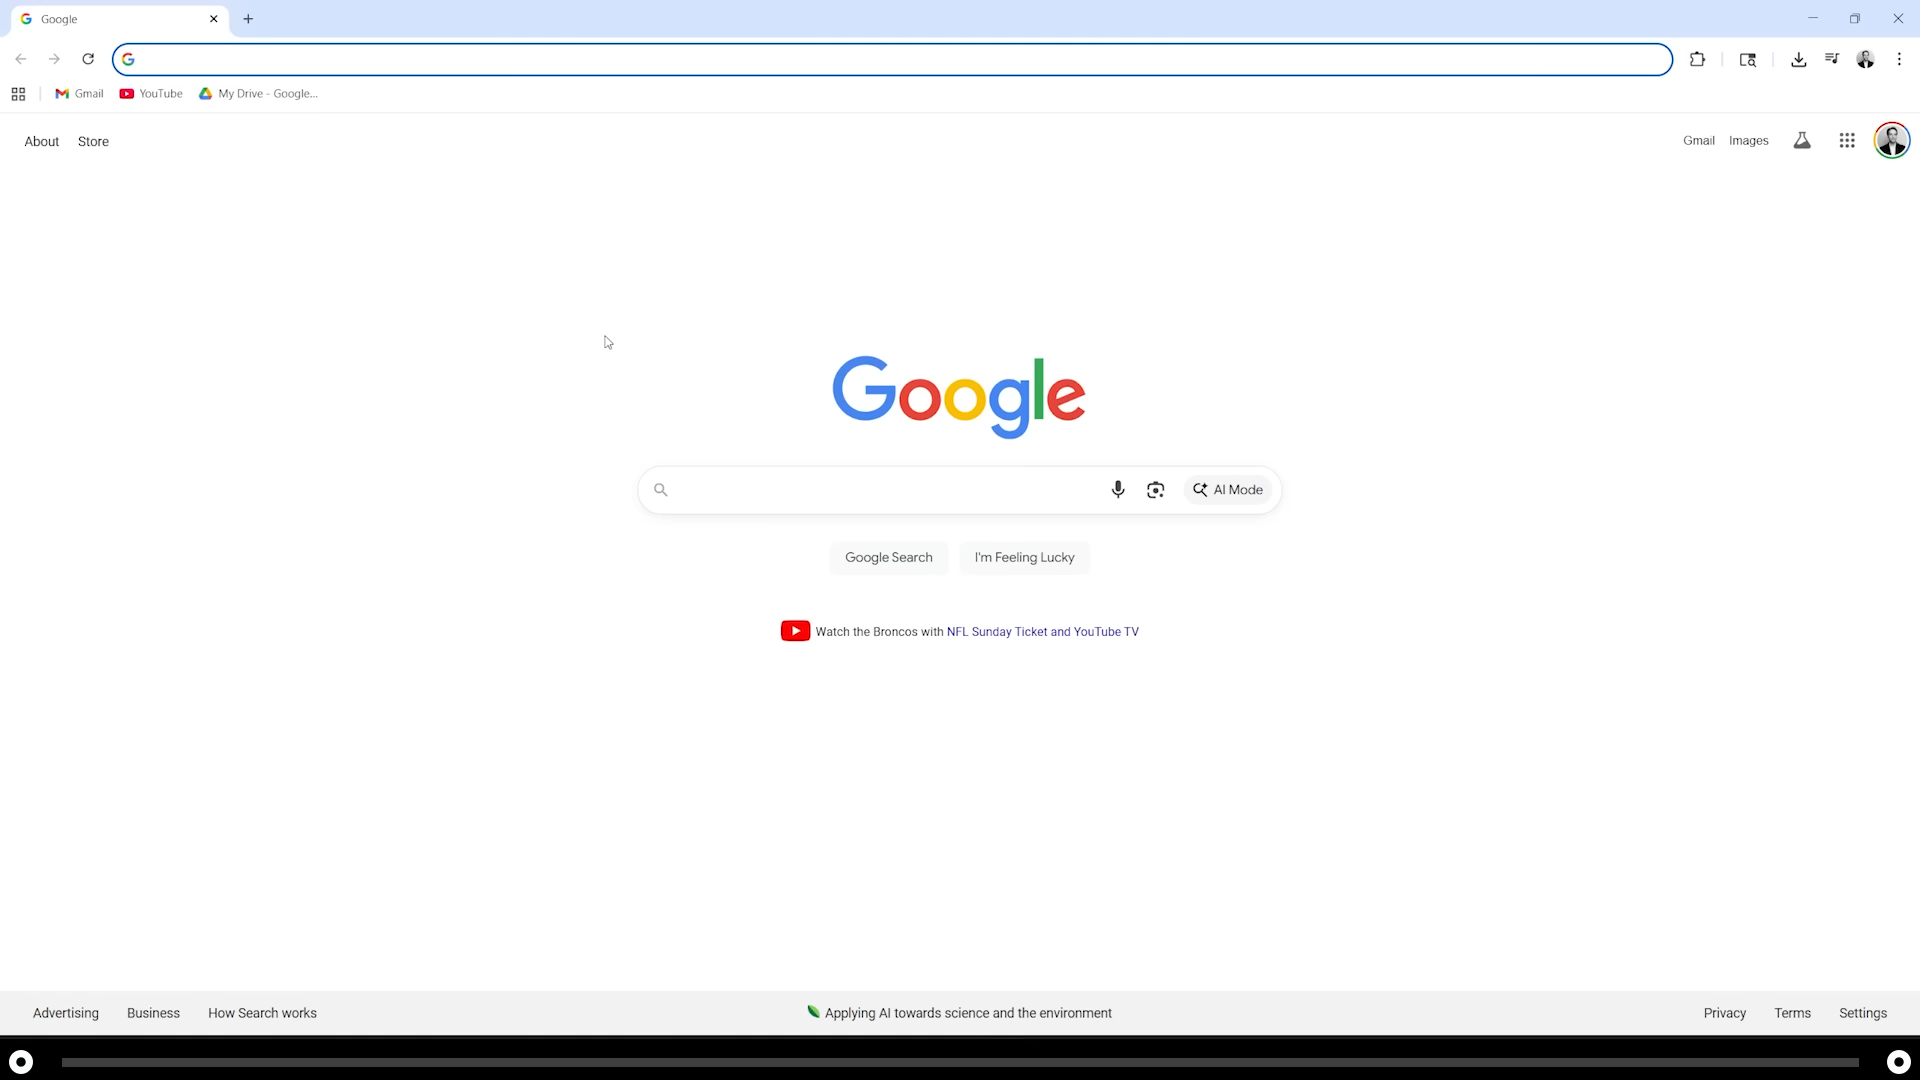 Google
Gmail YouTube My Drive - Google...
About Store Gmail Images
Google
AI Mode
Google Search I'm Feeling Lucky
Watch the Broncos with NFL Sunday Ticket and YouTube TV
Advertising Business How Search works Applying AI towards science and the environment Privacy Terms Settings